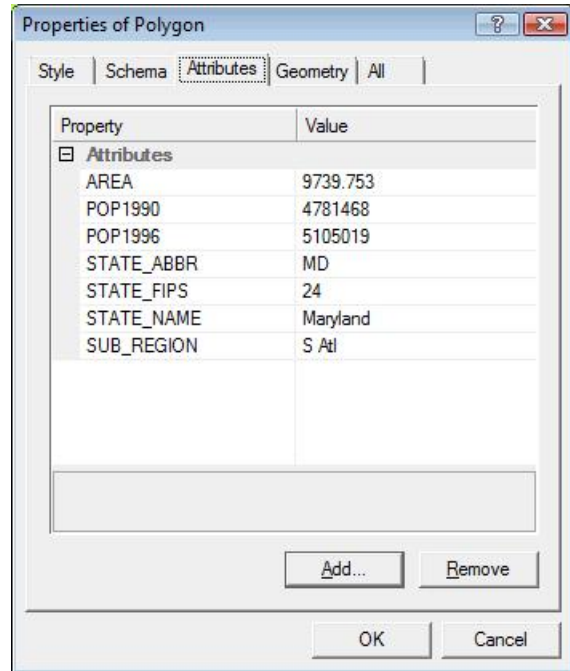 Properties of Polygon
Style Schema Attributes Geometry All
Property Value
Attributes
AREA 9739.753
POP1990 4781468
POP1996 5105019
STATE_ABBR MD
STATE_FIPS 24
STATE_NAME Maryland
SUB_REGION S Atl
Add... Remove
OK Cancel